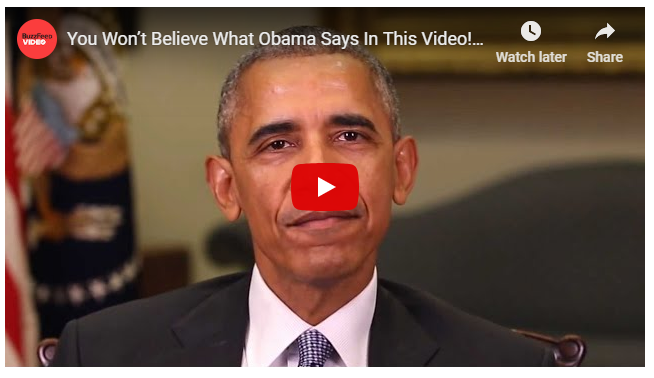 BuzzFeed
VIDEO
You Won’t Believe What Obama Says In This Video!…
Watch later
Share